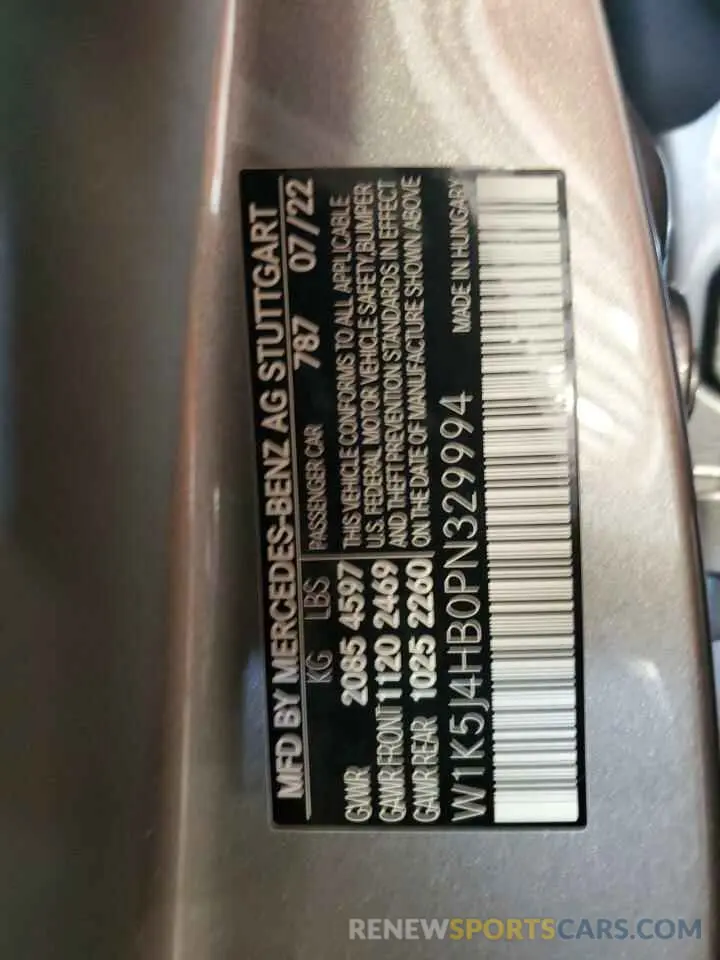 MFD BY MERCEDES-BENZ AG STUTTGART
KG LBS PASSENGER CAR 787 07/22
GVWR 2085 4597 THIS VEHICLE CONFORMS TO ALL APPLICABLE
U.S. FEDERAL MOTOR VEHICLE SAFETY,BUMPER
GAWR FRONT 1120 2469 AND THEFT PREVENTION STANDARDS IN EFFECT
GAWR REAR 1025 2260 ON THE DATE OF MANUFACTURE SHOWN ABOVE
W1K5J4HB0PN329994 MADE IN HUNGARY
RENEWSPORTSCARS.COM